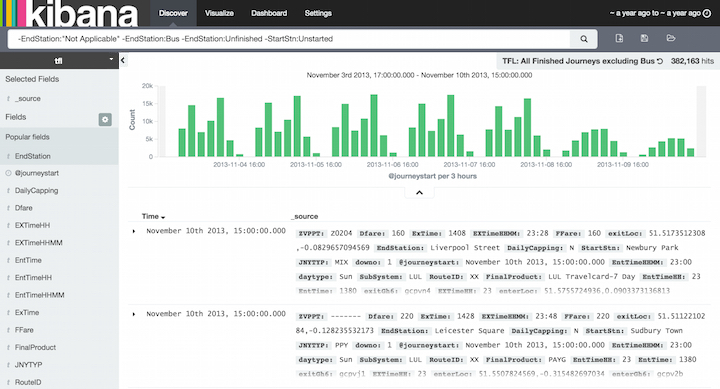 kibana
Discover Visualize Dashboard Settings ~ a year ago to ~ a year ago
-EndStation:"Not Applicable" -EndStation:Bus -EndStation:Unfinished -StartStn:Unstarted
tfl
TFL: All Finished Journeys excluding Bus 382,163 hits
Selected Fields
t _source
Fields
Popular fields
t EndStation
@journeystart
t DailyCapping
t Dfare
t EXTimeHH
t EXTimeHHMM
t EntTime
t EntTimeHH
t EntTimeHHMM
t ExTime
t FFare
t FinalProduct
t JNYTYP
t RouteID
November 3rd 2013, 17:00:00.000 - November 10th 2013, 15:00:00.000
Count
20k
15k
10k
5k
0
2013-11-04 16:00 2013-11-05 16:00 2013-11-06 16:00 2013-11-07 16:00 2013-11-08 16:00 2013-11-09 16:00
@journeystart per 3 hours
Time _source
November 10th 2013, 15:00:00.000
ZVPPT: Z0204 Dfare: 160 ExTime: 1408 EXTimeHHMM: 23:28 FFare: 160 exitLoc: 51.5173512308
,-0.0829657094569 EndStation: Liverpool Street DailyCapping: N StartStn: Newbury Park
JNYTYP: MIX downo: 1 @journeystart: November 10th 2013, 15:00:00.000 EntTimeHHMM: 23:00
daytype: Sun SubSystem: LUL RouteID: XX FinalProduct: LUL Travelcard-7 Day EntTimeHH: 23
EntTime: 1380 exitGh6: gcpvn4 EXTimeHH: 23 enterLoc: 51.5755724936,0.0903373136813
November 10th 2013, 15:00:00.000
ZVPPT: ------- Dfare: 220 ExTime: 1428 EXTimeHHMM: 23:48 FFare: 220 exitLoc: 51.51122102
84,-0.128235532173 EndStation: Leicester Square DailyCapping: N StartStn: Sudbury Town
JNYTYP: PPY downo: 1 @journeystart: November 10th 2013, 15:00:00.000 EntTimeHHMM: 23:00
daytype: Sun SubSystem: LUL RouteID: XX FinalProduct: PAYG EntTimeHH: 23 EntTime: 1380
exitGh6: gcpvj1 EXTimeHH: 23 enterLoc: 51.5507824569,-0.315482697034 enterGh6: gcpv2b